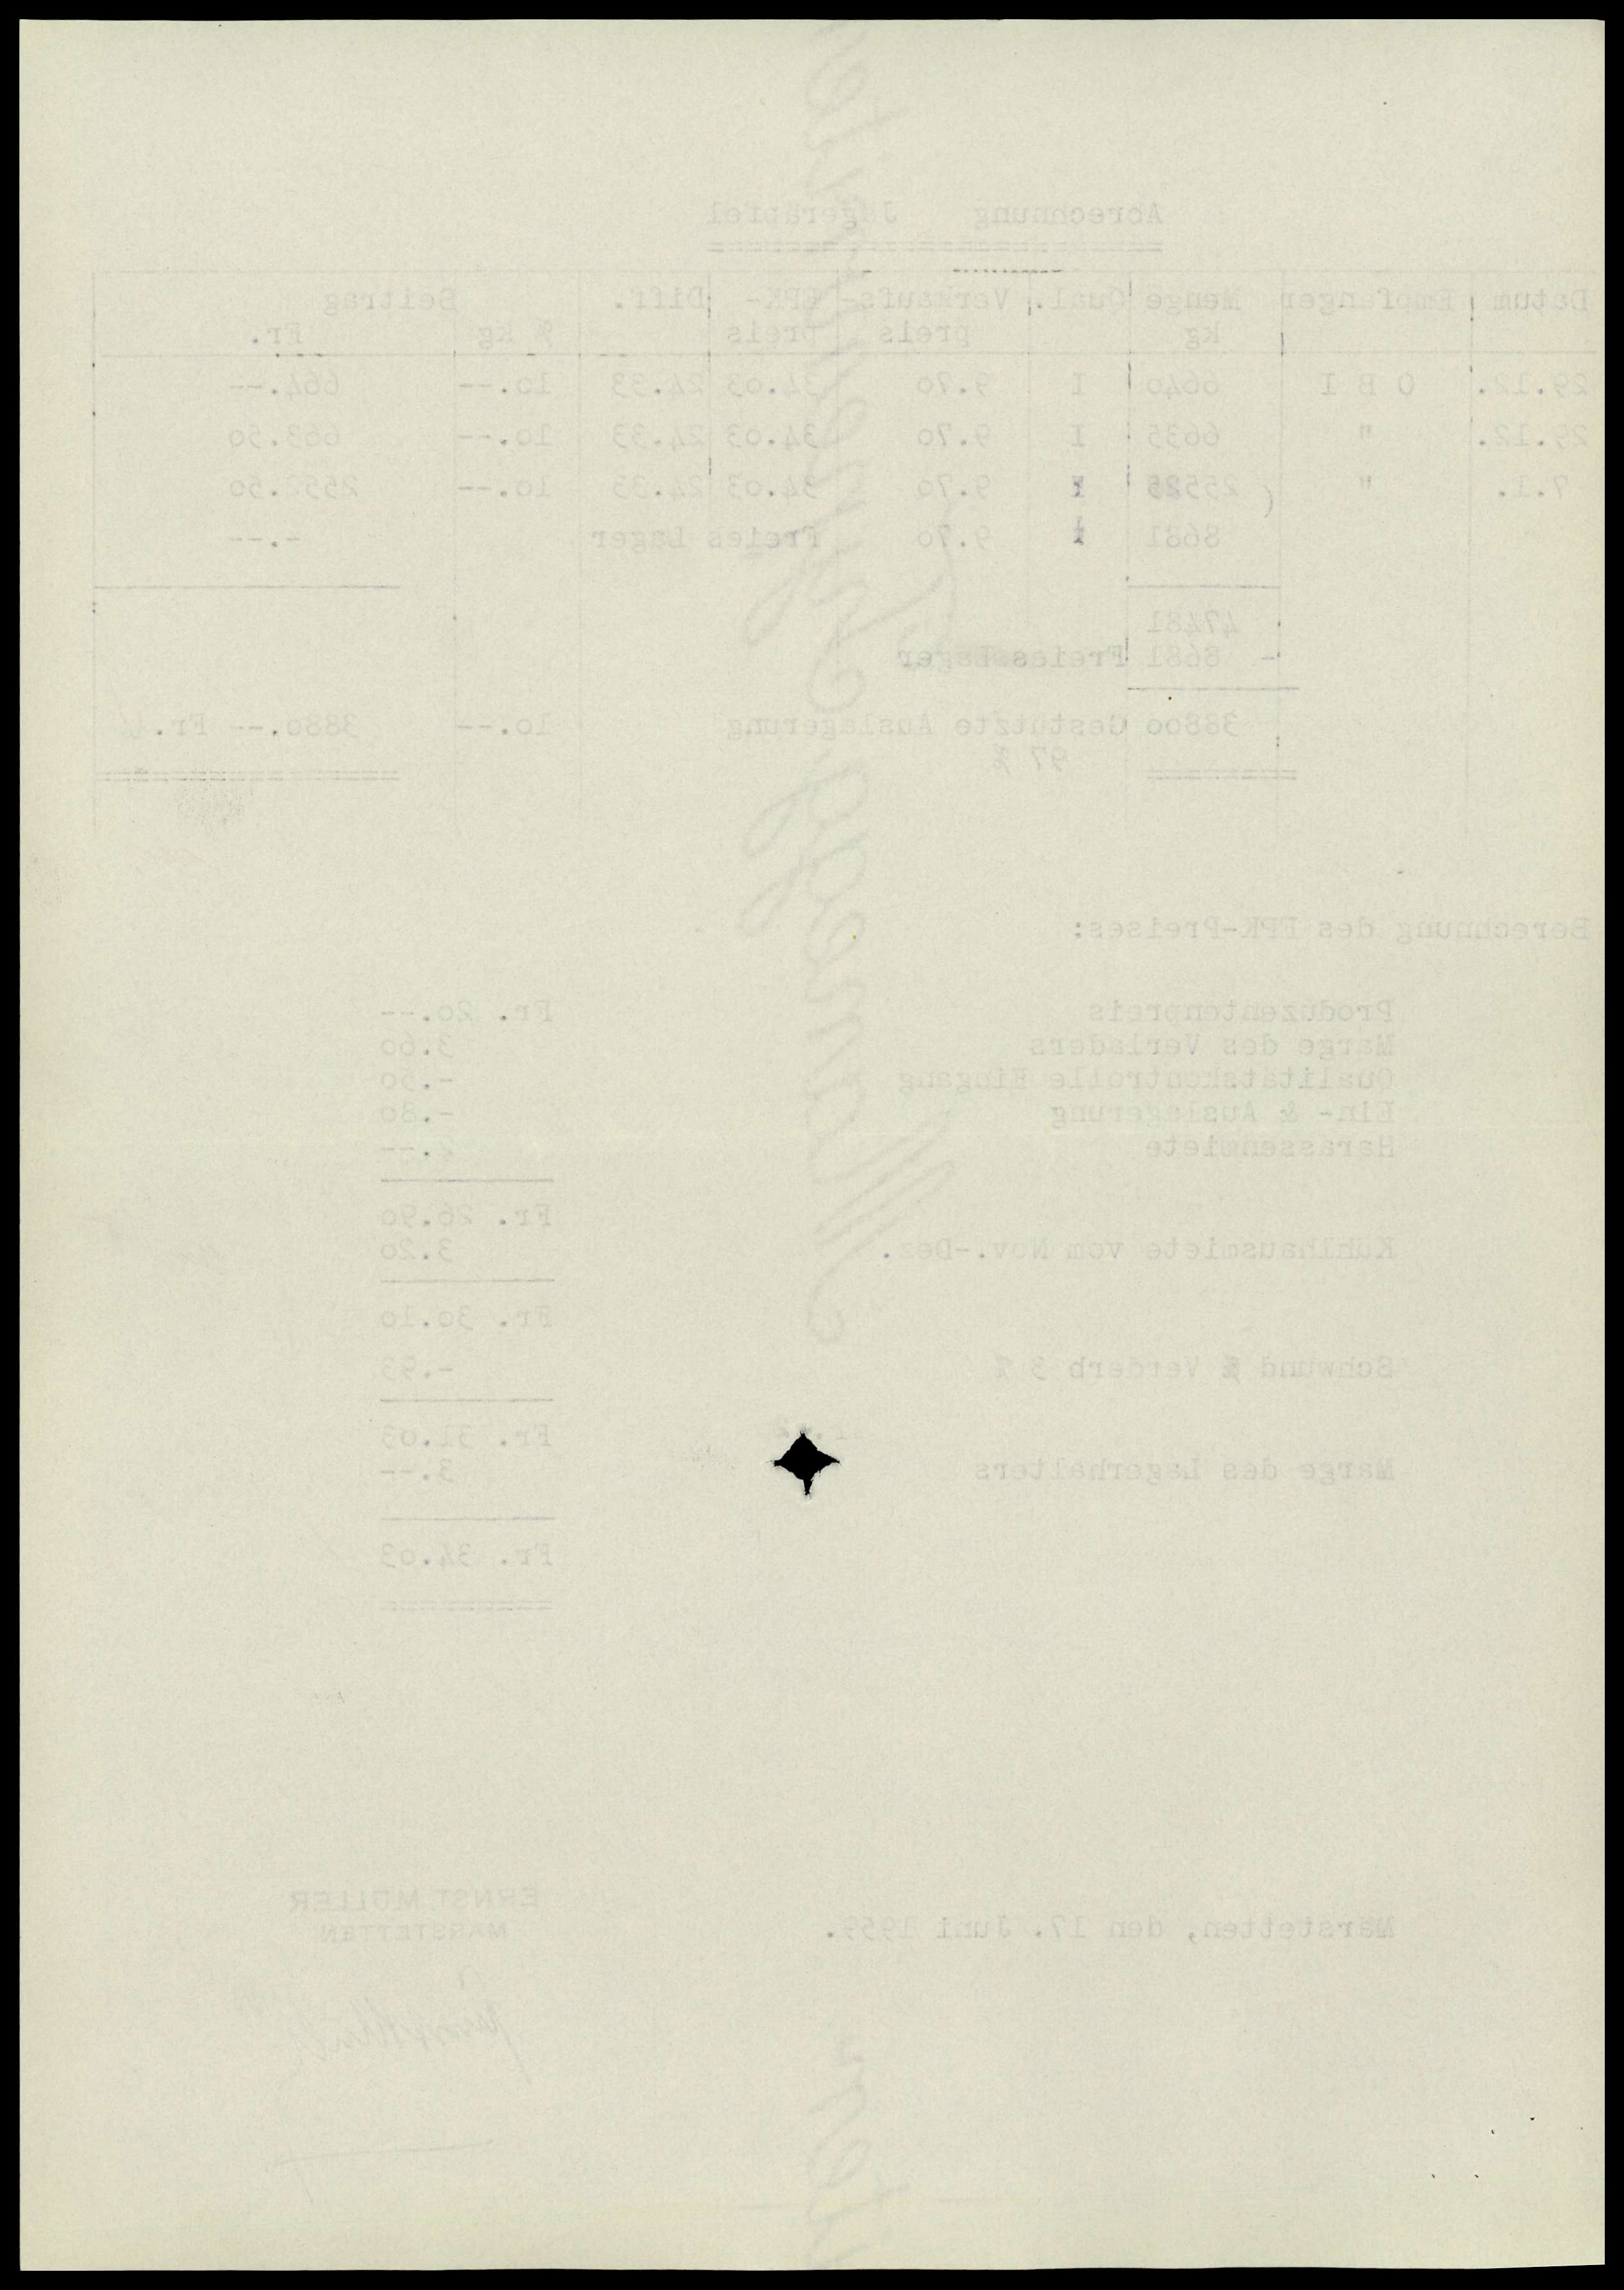 Abrechnung Jägeräpfel
Datum Empfänger Menge Qual. Verkaufs- EPK- Diff. Beitrag
kg preis preis % kg Fr.
29.12. O B I 6640 I 9.70 34.03 24.33 10.-- 664.--
29.12. " 6635 I 9.70 34.03 24.33 10.-- 663.50
7.1. " ( 25525 I 9.70 34.03 24.33 10.-- 2552.50
8681 I 9.70 freies Lager -.--
47481
- 8681 Freies Lager
38800 Gestützte Auslagerung 10.-- 3880.-- Fr.
97 %
Berechnung des EPK-Preises:
Produzentenpreis Fr. 20.--
Marge des Verladers 3.60
Qualitätskontrolle Eingang -.50
Ein- & Auslagerung -.80
Harassenmiete 2.--
Fr. 26.90
Kühlhausmiete vom Nov.-Dez. 3.20
Fr. 30.10
Schwund & Verderb 3 % -.93
Fr. 31.03
Marge des Lagerhalters 3.--
Fr. 34.03
Märstetten, den 17. Juni 1959.
ERNST MÜLLER
MÄRSTETTEN